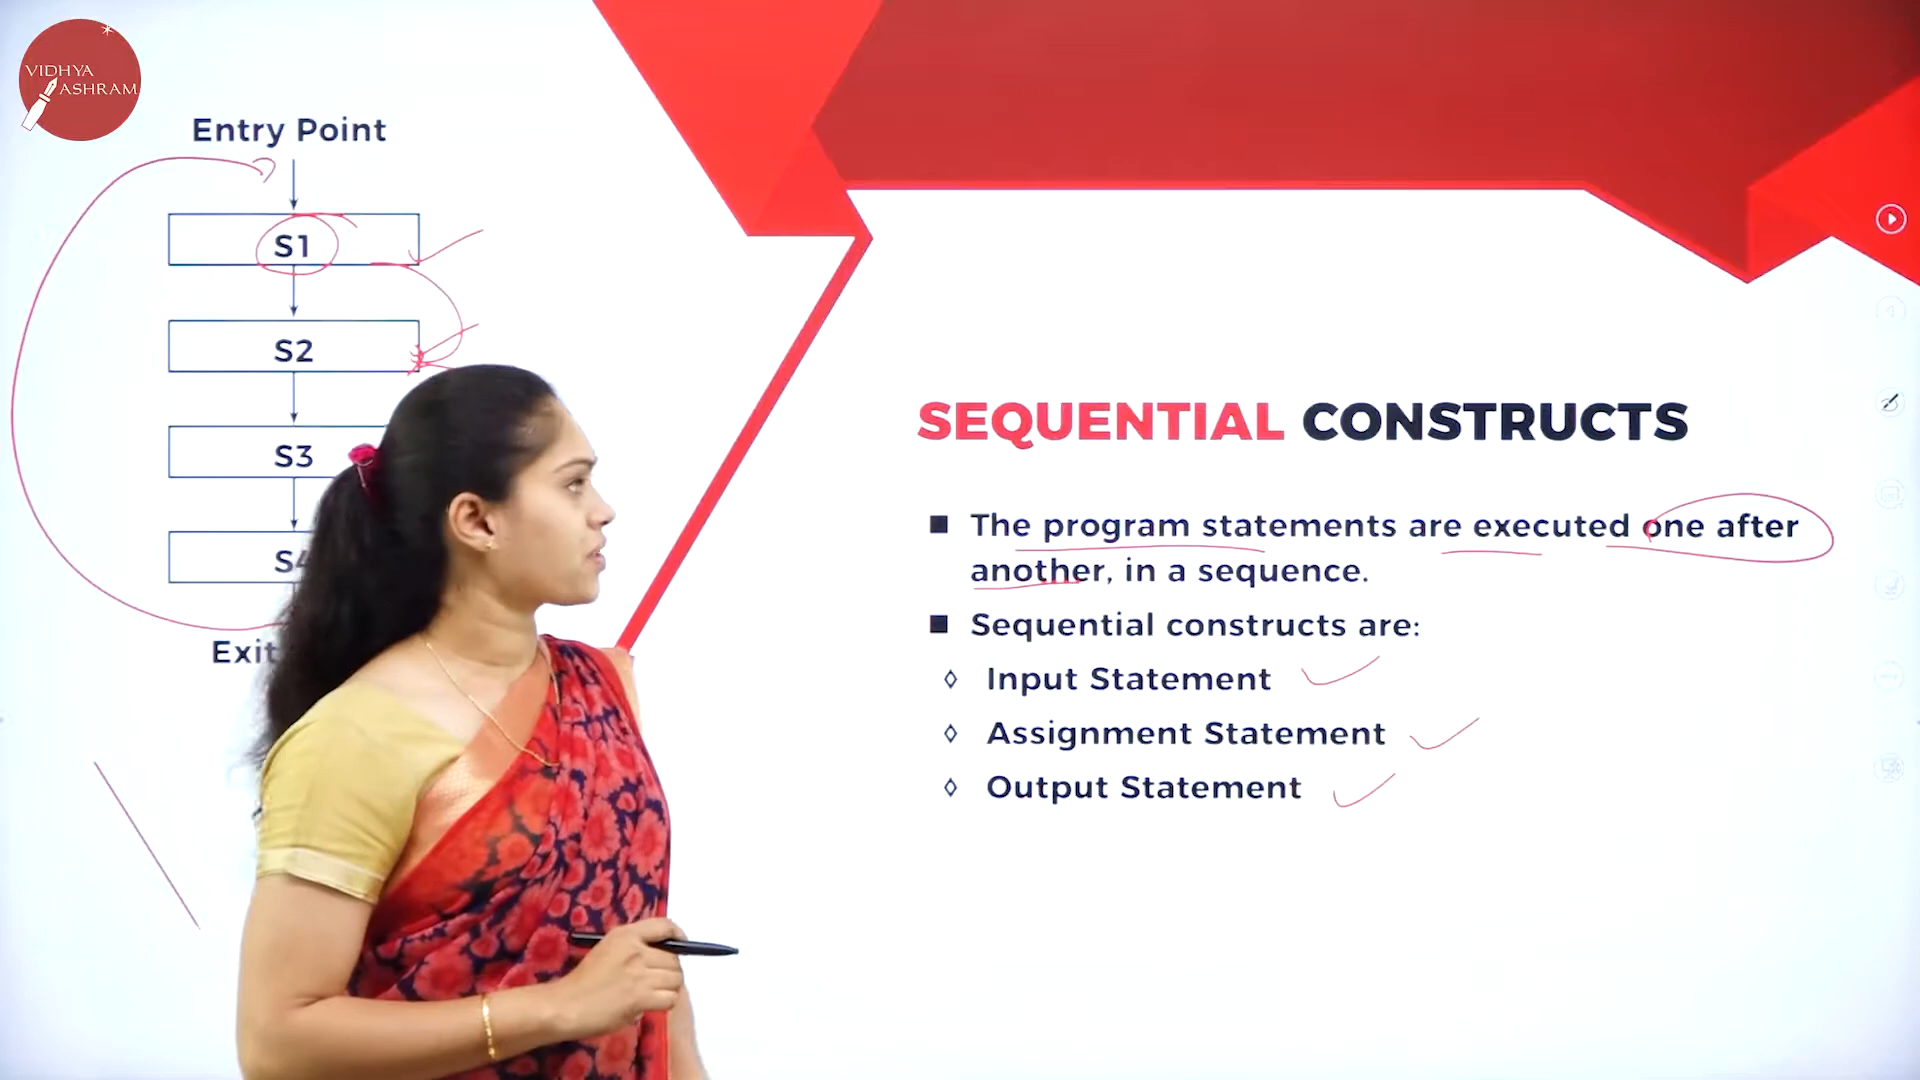 VIDHYA
ASHRAM
Entry Point
S1
S2
S3
Exit
SEQUENTIAL CONSTRUCTS
■ The program statements are executed one after
another, in a sequence.
■ Sequential constructs are:
◊ Input Statement
◊ Assignment Statement
◊ Output Statement